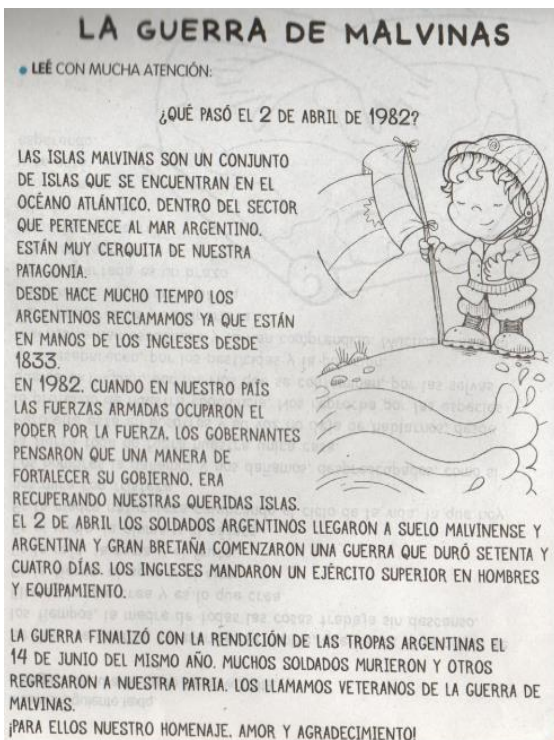 LA GUERRA DE MALVINAS
• LEÉ CON MUCHA ATENCIÓN:
¿QUÉ PASÓ EL 2 DE ABRIL DE 1982?
LAS ISLAS MALVINAS SON UN CONJUNTO
DE ISLAS QUE SE ENCUENTRAN EN EL
OCÉANO ATLÁNTICO. DENTRO DEL SECTOR
QUE PERTENECE AL MAR ARGENTINO.
ESTÁN MUY CERQUITA DE NUESTRA
PATAGONIA.
DESDE HACE MUCHO TIEMPO LOS
ARGENTINOS RECLAMAMOS YA QUE ESTÁN
EN MANOS DE LOS INGLESES DESDE
1833.
EN 1982. CUANDO EN NUESTRO PAÍS
LAS FUERZAS ARMADAS OCUPARON EL
PODER POR LA FUERZA. LOS GOBERNANTES
PENSARON QUE UNA MANERA DE
FORTALECER SU GOBIERNO. ERA
RECUPERANDO NUESTRAS QUERIDAS ISLAS.
EL 2 DE ABRIL LOS SOLDADOS ARGENTINOS LLEGARON A SUELO MALVINENSE Y
ARGENTINA Y GRAN BRETAÑA COMENZARON UNA GUERRA QUE DURÓ SETENTA Y
CUATRO DÍAS. LOS INGLESES MANDARON UN EJÉRCITO SUPERIOR EN HOMBRES
Y EQUIPAMIENTO.
LA GUERRA FINALIZÓ CON LA RENDICIÓN DE LAS TROPAS ARGENTINAS EL
14 DE JUNIO DEL MISMO AÑO. MUCHOS SOLDADOS MURIERON Y OTROS
REGRESARON A NUESTRA PATRIA. LOS LLAMAMOS VETERANOS DE LA GUERRA DE
MALVINAS.
¡PARA ELLOS NUESTRO HOMENAJE. AMOR Y AGRADECIMIENTO!